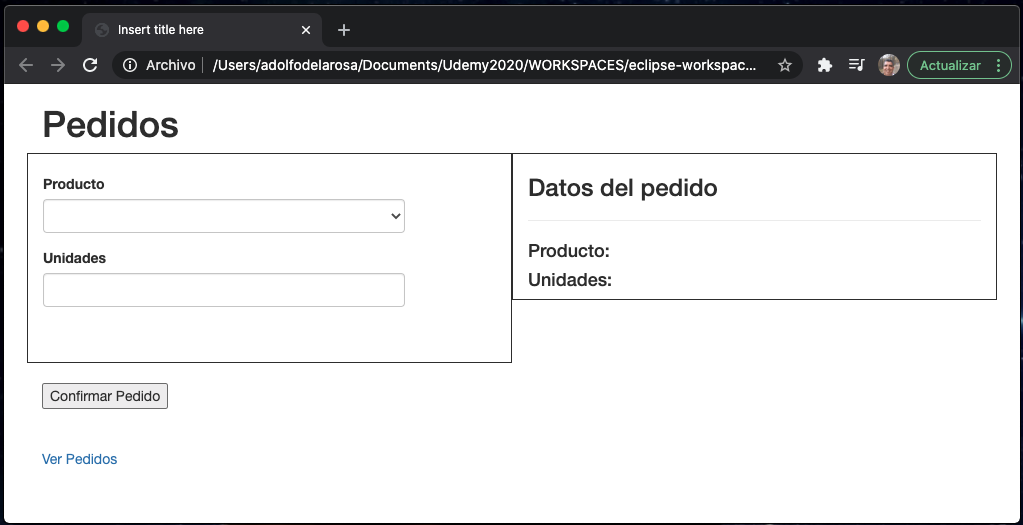 Insert title here
Archivo
/Users/adolfodelarosa/Documents/Udemy2020/WORKSPACES/eclipse-workspac...
Actualizar
Pedidos
Producto
Unidades
Datos del pedido
Producto:
Unidades:
Confirmar Pedido
Ver Pedidos